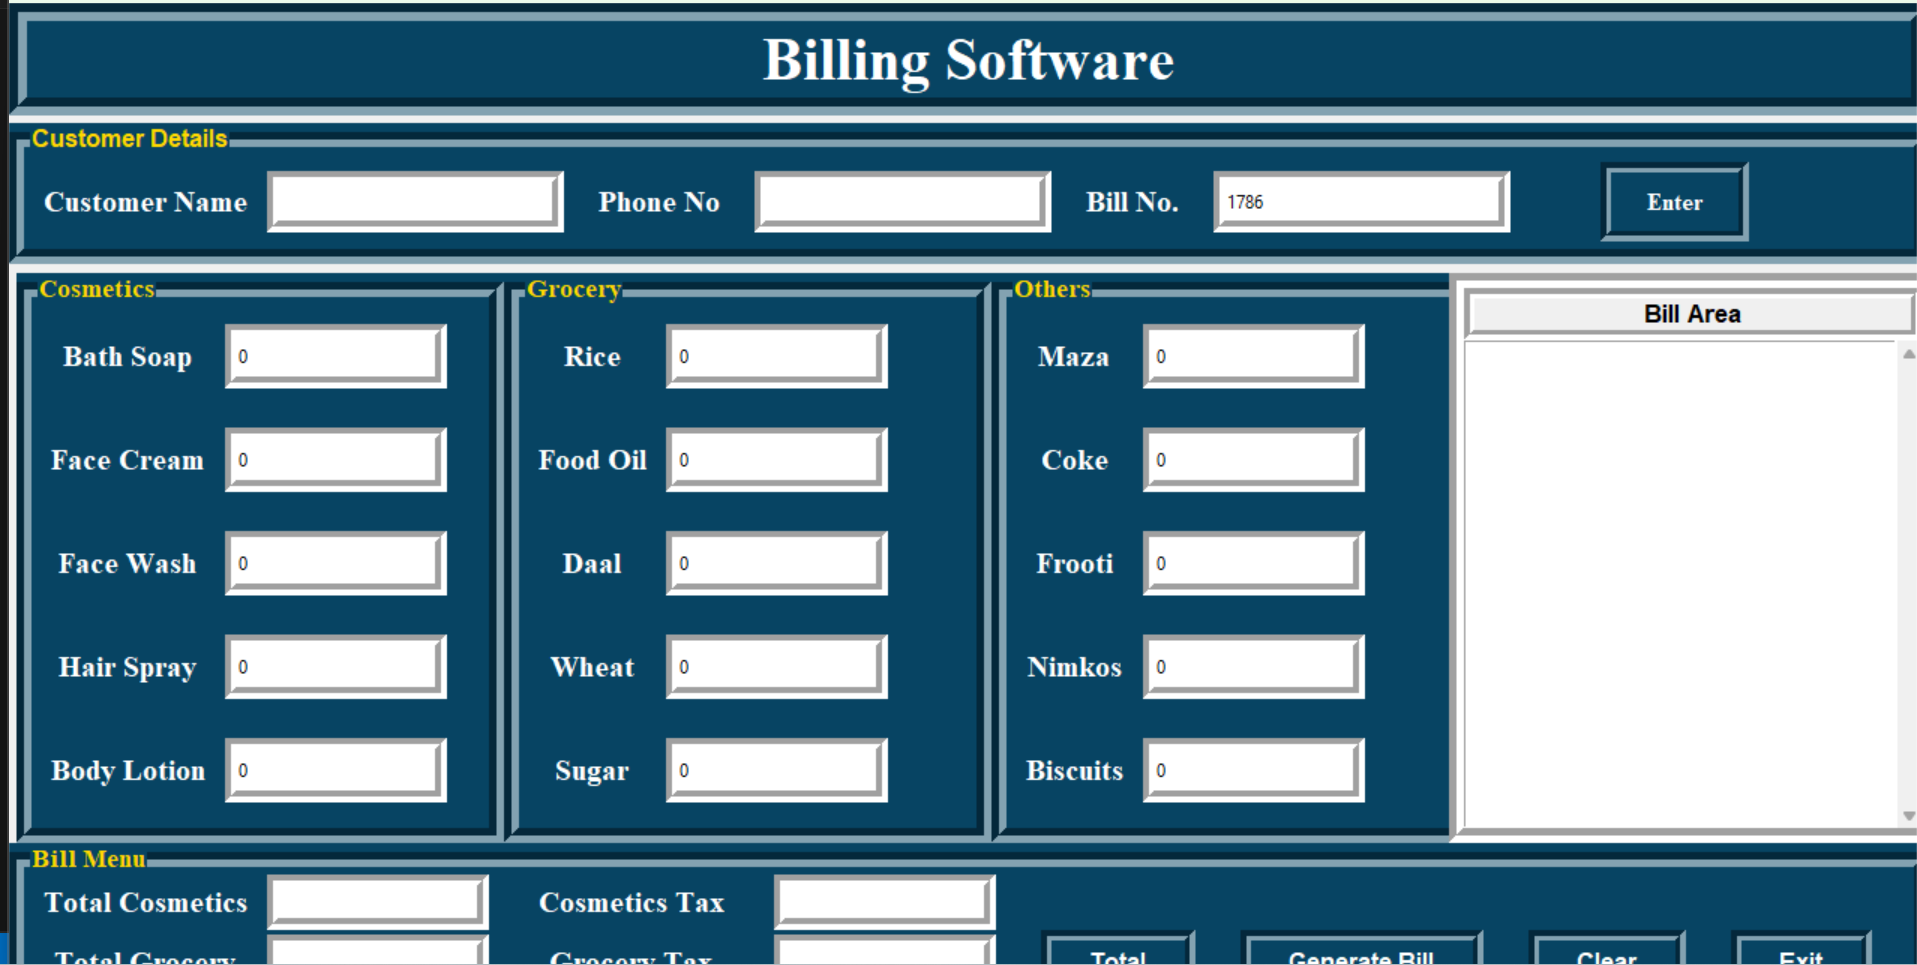 Billing Software
Customer Details
Customer Name Phone No Bill No. 1786 Enter
Cosmetics Grocery Others
Bill Area
Bath Soap 0 Rice 0 Maza 0
Face Cream 0 Food Oil 0 Coke 0
Face Wash 0 Daal 0 Frooti 0
Hair Spray 0 Wheat 0 Nimkos 0
Body Lotion 0 Sugar 0 Biscuits 0
Bill Menu
Total Cosmetics Cosmetics Tax
Total Grocery Grocery Tax Total Generate Bill Clear Exit